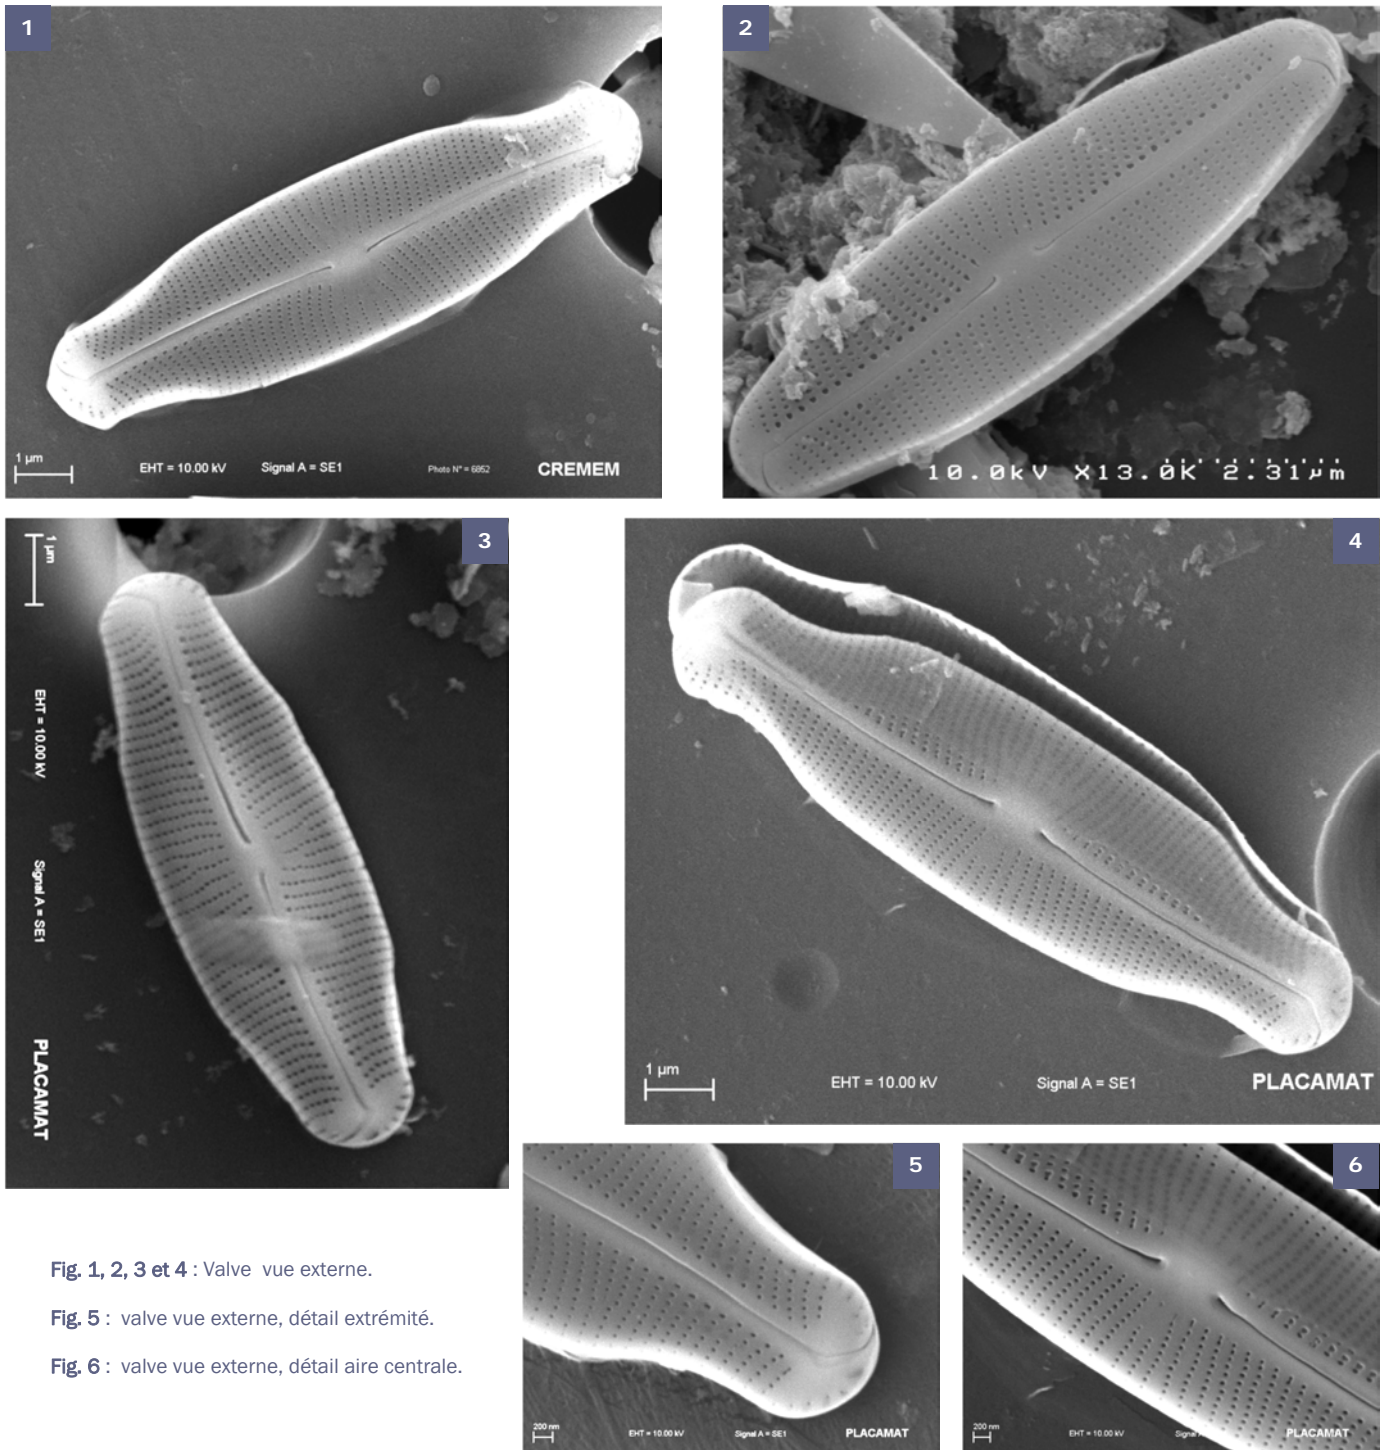 1
1 µm
EHT = 10.00 kV Signal A = SE1 Photo N° = 6852 CREMEM
2
10.0kV X13.0K 2.31µm
3
1 µm
EHT = 10.00 kV
Signal A = SE1
PLACAMAT
4
1 µm
EHT = 10.00 kV Signal A = SE1 PLACAMAT
5
200 nm EHT = 10.00 kV Signal A = SE1 PLACAMAT
6
200 nm EHT = 10.00 kV PLACAMAT
Fig. 1, 2, 3 et 4 : Valve vue externe.
Fig. 5 : valve vue externe, détail extrémité.
Fig. 6 : valve vue externe, détail aire centrale.